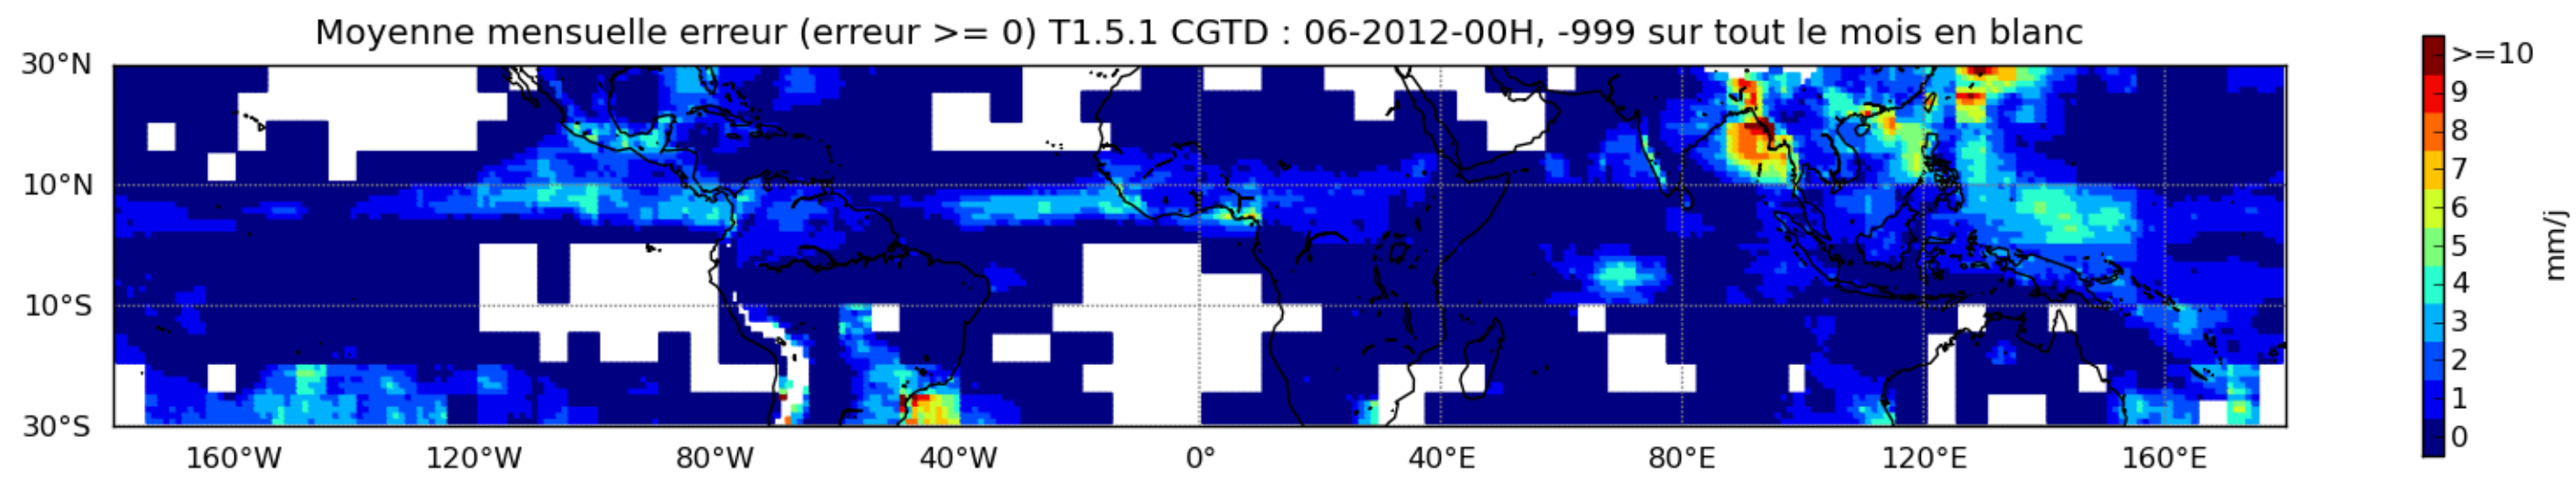 Moyenne mensuelle erreur (erreur >= 0) T1.5.1 CGTD : 06-2012-00H, -999 sur tout le mois en blanc
30°N
10°N
10°S
30°S
160°W 120°W 80°W 40°W 0° 40°E 80°E 120°E 160°E
>=10
9
8
7
6
5
4
3
2
1
0
mm/j